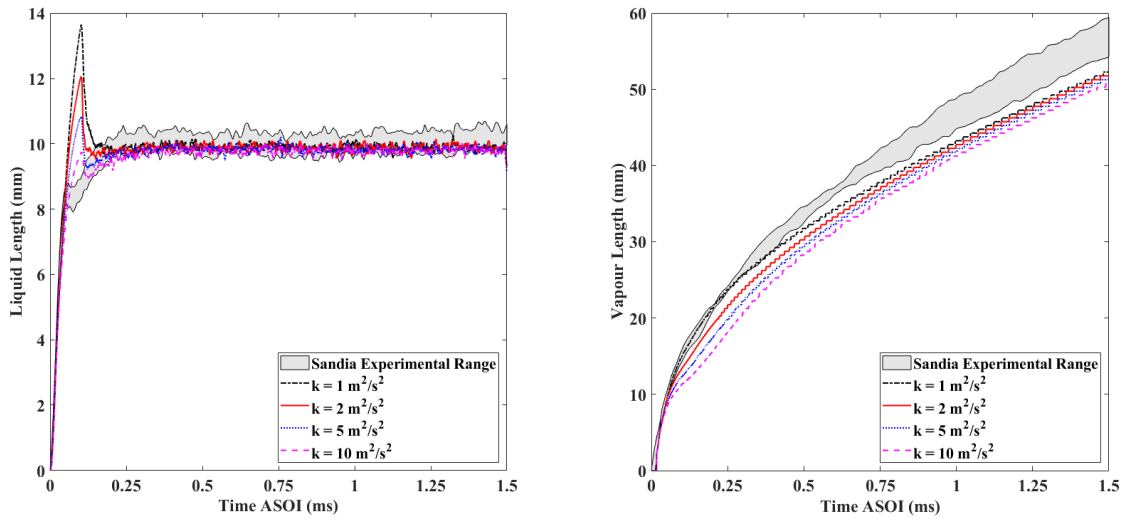 14
12
10
8
6
4
2
0
Liquid Length (mm)
0 0.25 0.5 0.75 1 1.25 1.5
Time ASOI (ms)
Sandia Experimental Range
k = 1 m²/s²
k = 2 m²/s²
k = 5 m²/s²
k = 10 m²/s²
60
50
40
30
20
10
0
Vapour Length (mm)
0 0.25 0.5 0.75 1 1.25 1.5
Time ASOI (ms)
Sandia Experimental Range
k = 1 m²/s²
k = 2 m²/s²
k = 5 m²/s²
k = 10 m²/s²